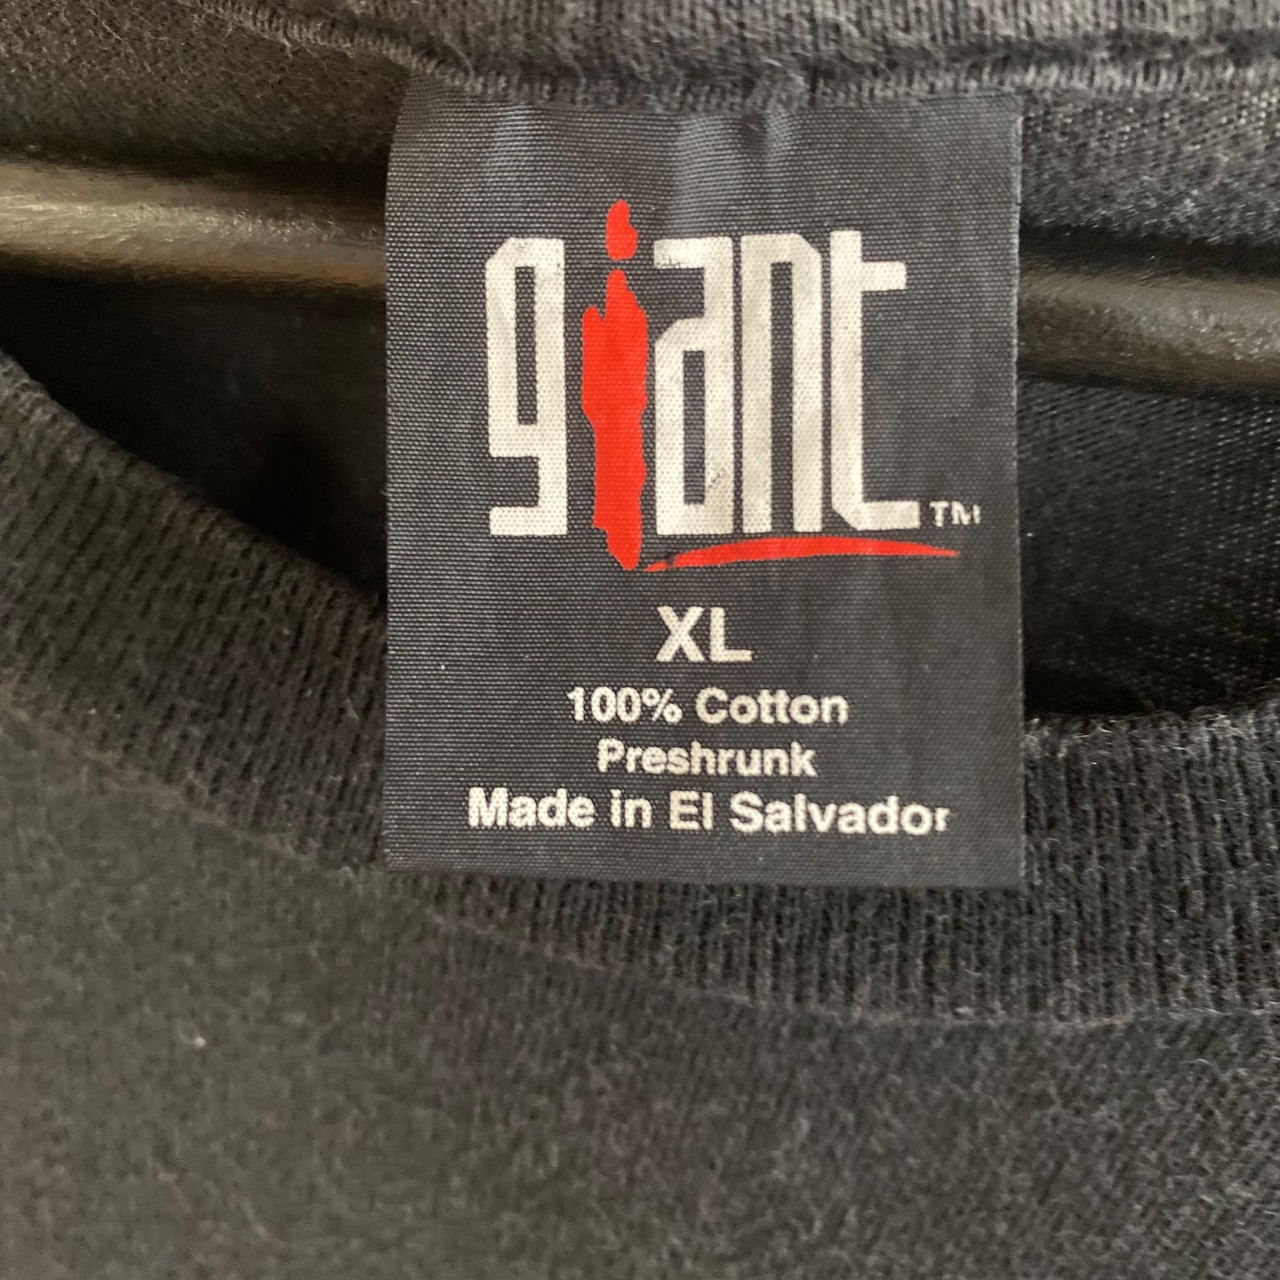 giant™
XL
100% Cotton
Preshrunk
Made in El Salvador